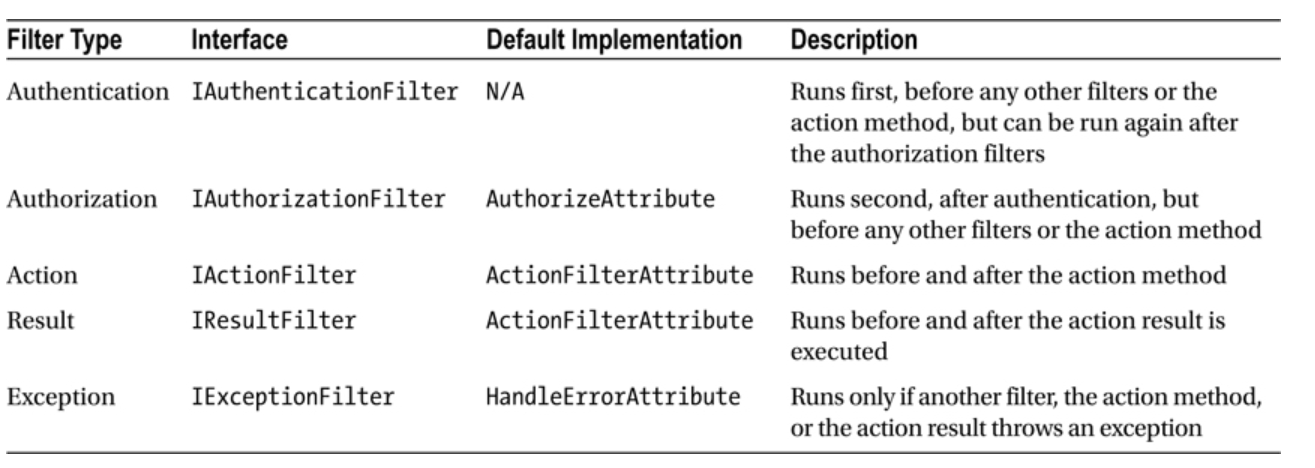 Filter Type Interface Default Implementation Description
Authentication IAuthenticationFilter N/A Runs first, before any other filters or the
action method, but can be run again after
the authorization filters
Authorization IAuthorizationFilter AuthorizeAttribute Runs second, after authentication, but
before any other filters or the action method
Action IActionFilter ActionFilterAttribute Runs before and after the action method
Result IResultFilter ActionFilterAttribute Runs before and after the action result is
executed
Exception IExceptionFilter HandleErrorAttribute Runs only if another filter, the action method,
or the action result throws an exception